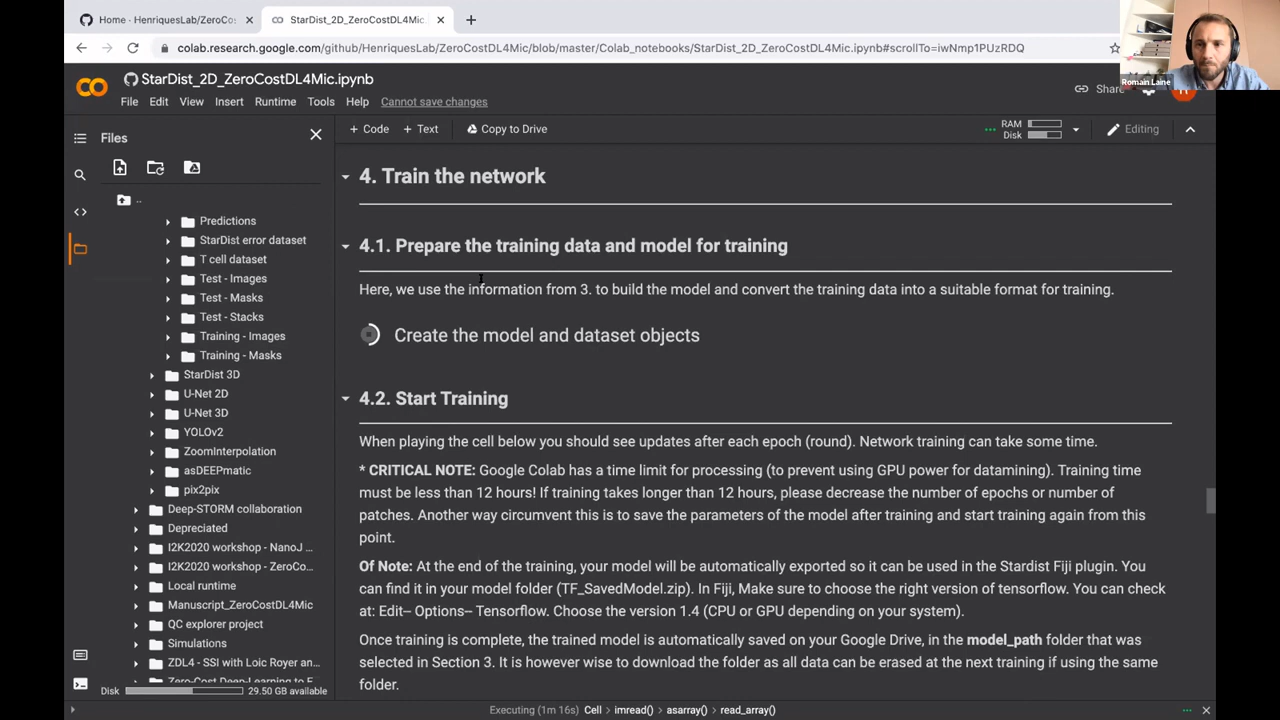 Home · HenriquesLab/ZeroCo
StarDist_2D_ZeroCostDL4Mic.
colab.research.google.com/github/HenriquesLab/ZeroCostDL4Mic/blob/master/Colab_notebooks/StarDist_2D_ZeroCostDL4Mic.ipynb#scrollTo=iwNmp1PUzRDQ
Romain Laine
StarDist_2D_ZeroCostDL4Mic.ipynb
Share
File Edit View Insert Runtime Tools Help Cannot save changes
Files
+ Code + Text Copy to Drive
RAM
Disk
Editing
..
Predictions
StarDist error dataset
T cell dataset
Test - Images
Test - Masks
Test - Stacks
Training - Images
Training - Masks
StarDist 3D
U-Net 2D
U-Net 3D
YOLOv2
ZoomInterpolation
asDEEPmatic
pix2pix
Deep-STORM collaboration
Depreciated
I2K2020 workshop - NanoJ ...
I2K2020 workshop - ZeroCo...
Local runtime
Manuscript_ZeroCostDL4Mic
QC explorer project
Simulations
ZDL4 - SSI with Loic Royer an...
Disk 29.50 GB available
4. Train the network
4.1. Prepare the training data and model for training
Here, we use the information from 3. to build the model and convert the training data into a suitable format for training.
Create the model and dataset objects
4.2. Start Training
When playing the cell below you should see updates after each epoch (round). Network training can take some time.
* CRITICAL NOTE: Google Colab has a time limit for processing (to prevent using GPU power for datamining). Training time
must be less than 12 hours! If training takes longer than 12 hours, please decrease the number of epochs or number of
patches. Another way circumvent this is to save the parameters of the model after training and start training again from this
point.
Of Note: At the end of the training, your model will be automatically exported so it can be used in the Stardist Fiji plugin. You
can find it in your model folder (TF_SavedModel.zip). In Fiji, Make sure to choose the right version of tensorflow. You can check
at: Edit-- Options-- Tensorflow. Choose the version 1.4 (CPU or GPU depending on your system).
Once training is complete, the trained model is automatically saved on your Google Drive, in the model_path folder that was
selected in Section 3. It is however wise to download the folder as all data can be erased at the next training if using the same
folder.
Executing (1m 16s) Cell > imread() > asarray() > read_array()